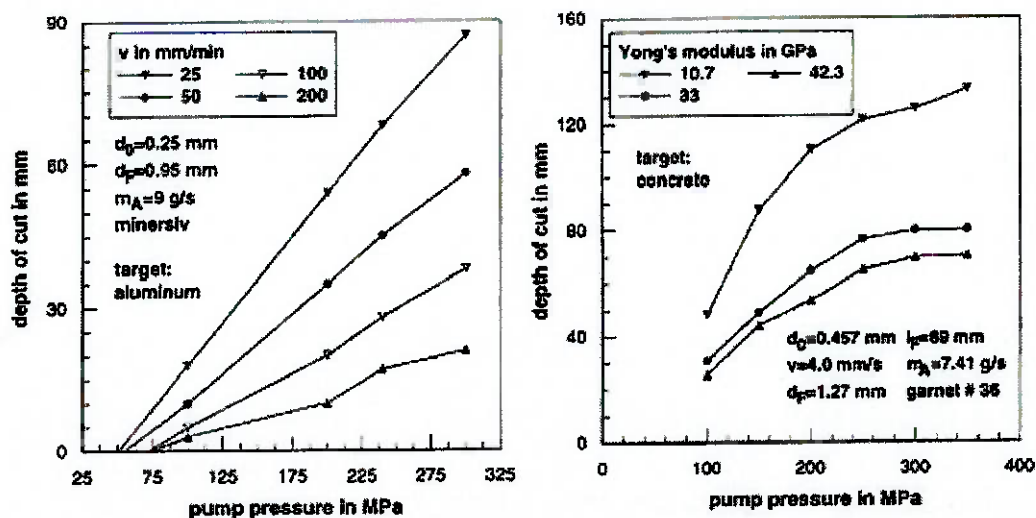 90
60
30
0
depth of cut in mm
v in mm/min
25 100
50 200
d0=0.25 mm
dF=0.95 mm
mA=9 g/s
minersiv
target:
aluminum
25 75 125 175 225 275 325
pump pressure in MPa
160
120
80
40
0
depth of cut in mm
Yong's modulus in GPa
10.7 42.3
33
target:
concrete
d0=0.457 mm lF=69 mm
v=4.0 mm/s mA=7.41 g/s
dF=1.27 mm garnet # 36
0 100 200 300 400
pump pressure in MPa